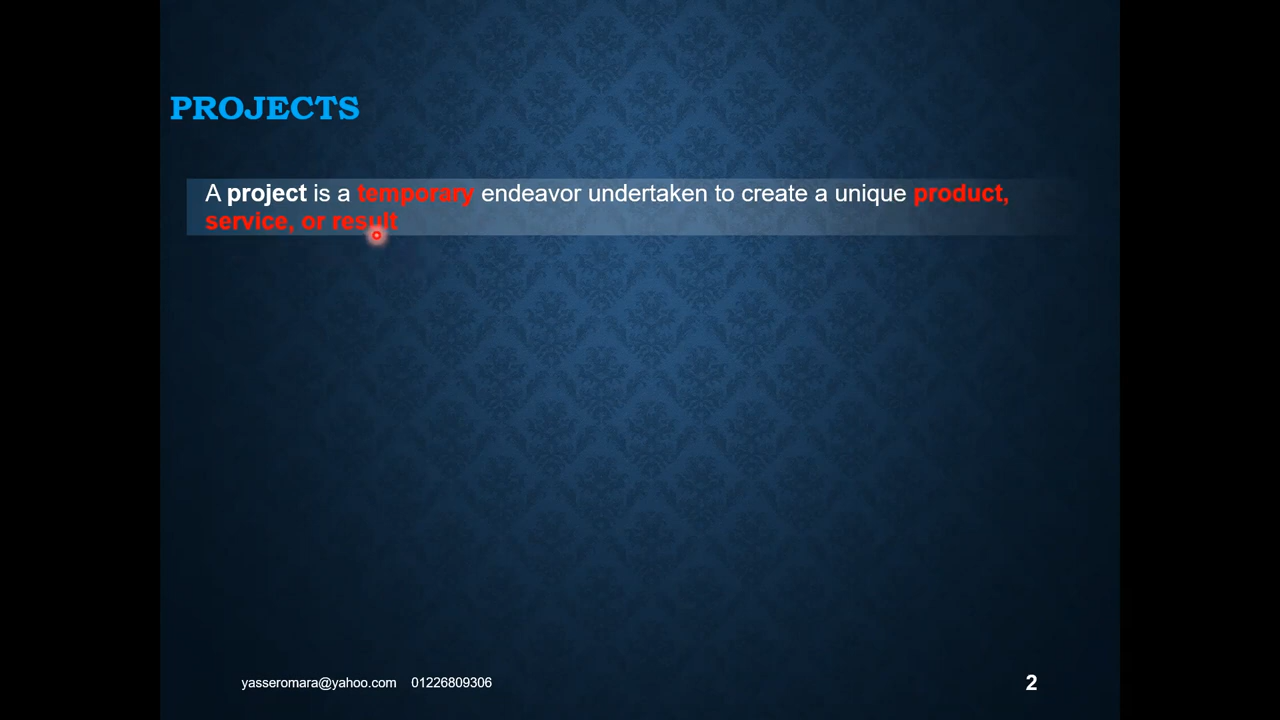 PROJECTS
A project is a temporary endeavor undertaken to create a unique product,
service, or result
yasseromara@yahoo.com 01226809306
2